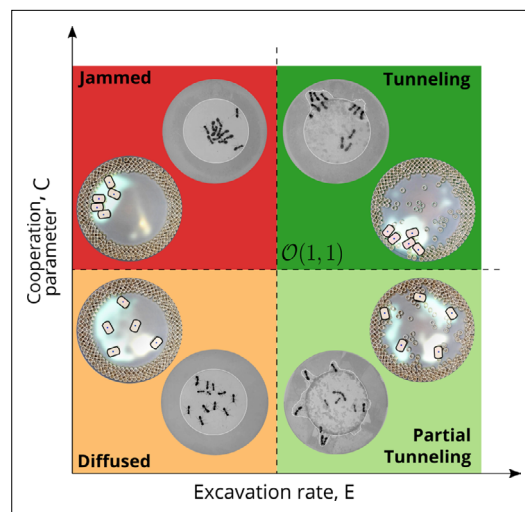 Jammed
Tunneling
Cooperation, C
parameter
O(1, 1)
Diffused
Partial
Tunneling
Excavation rate, E